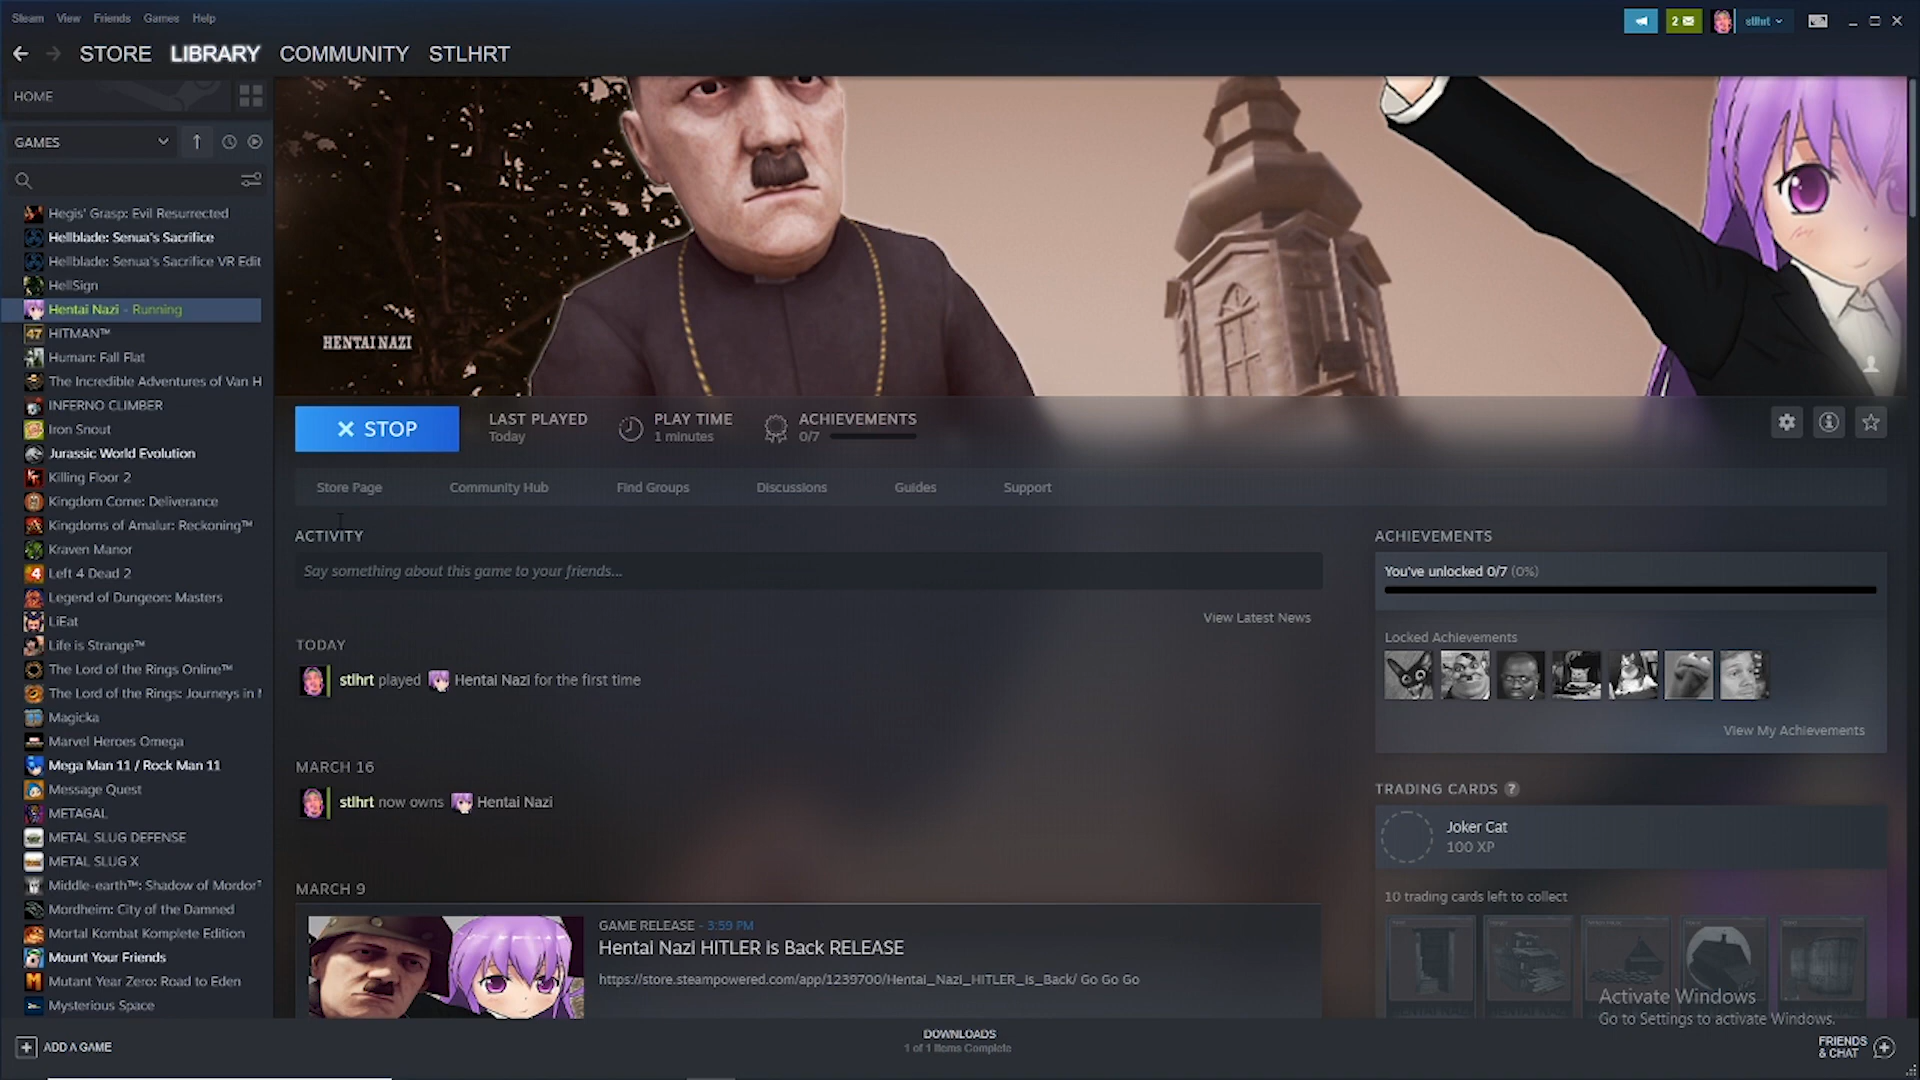 Steam View Friends Games Help
2
stlhrt
STORE LIBRARY COMMUNITY STLHRT
HOME
GAMES
Hegis' Grasp: Evil Resurrected
Hellblade: Senua's Sacrifice
Hellblade: Senua's Sacrifice VR Edit
HellSign
Hentai Nazi - Running
47 HITMAN™
Human: Fall Flat
The Incredible Adventures of Van H
INFERNO CLIMBER
Iron Snout
Jurassic World Evolution
Killing Floor 2
Kingdom Come: Deliverance
Kingdoms of Amalur: Reckoning™
Kraven Manor
4 Left 4 Dead 2
Legend of Dungeon: Masters
LiEat
Life is Strange™
The Lord of the Rings Online™
The Lord of the Rings: Journeys in
Magicka
Marvel Heroes Omega
Mega Man 11 / Rock Man 11
Message Quest
METAGAL
METAL SLUG DEFENSE
METAL SLUG X
Middle-earth™: Shadow of Mordor
Mordheim: City of the Damned
Mortal Kombat Komplete Edition
Mount Your Friends
Mutant Year Zero: Road to Eden
Mysterious Space
ADD A GAME
HENTAI NAZI
STOP
LAST PLAYED
Today
PLAY TIME
1 minutes
ACHIEVEMENTS
0/7
Store Page Community Hub Find Groups Discussions Guides Support
ACTIVITY
Say something about this game to your friends...
View Latest News
TODAY
stlhrt played Hentai Nazi for the first time
MARCH 16
stlhrt now owns Hentai Nazi
MARCH 9
GAME RELEASE - 3:59 PM
Hentai Nazi HITLER is Back RELEASE
https://store.steampowered.com/app/1239700/Hentai_Nazi_HITLER_is_Back/ Go Go Go
ACHIEVEMENTS
You've unlocked 0/7 (0%)
Locked Achievements
View My Achievements
TRADING CARDS ?
Joker Cat
100 XP
10 trading cards left to collect
Activate Windows
Go to Settings to activate Windows.
DOWNLOADS
1 of 1 Items Complete
FRIENDS
& CHAT